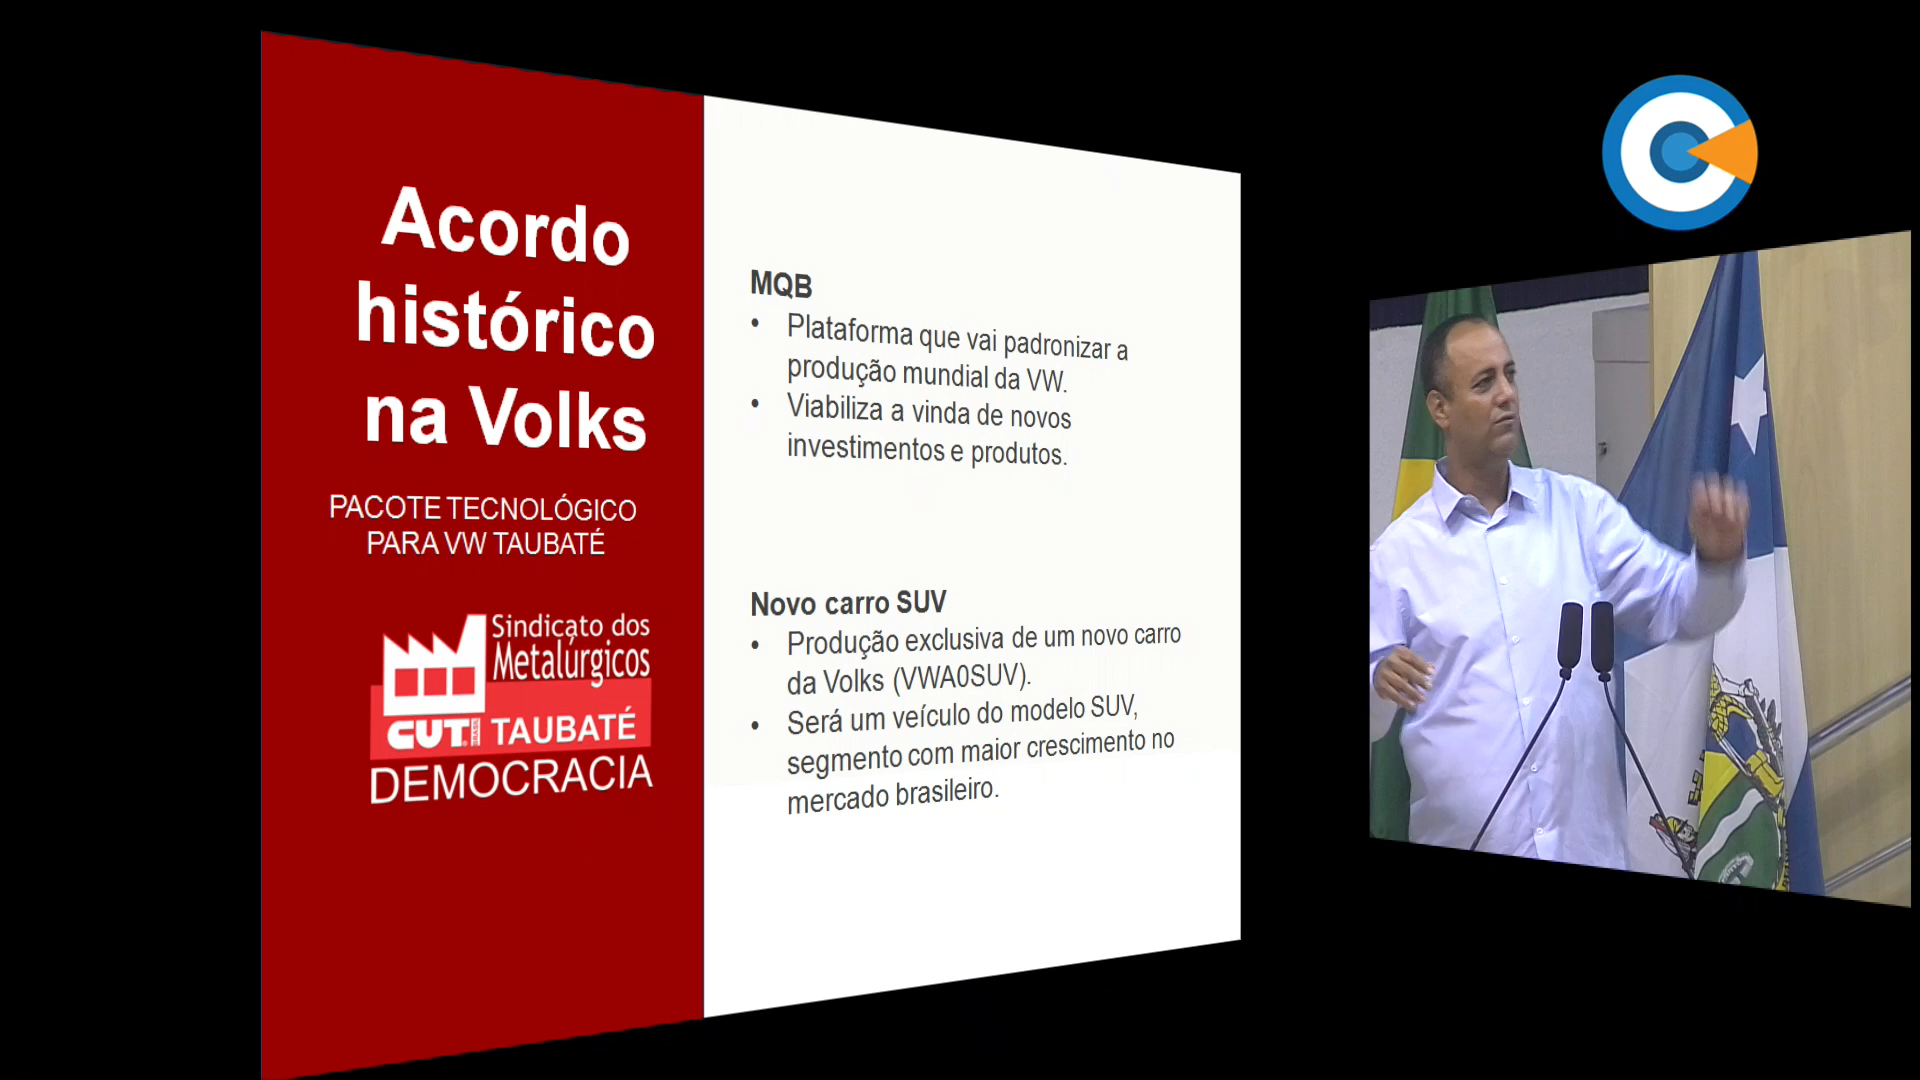 Acordo
histórico
na Volks
PACOTE TECNOLÓGICO
PARA VW TAUBATÉ
Sindicato dos
Metalúrgicos
CUT BRASIL TAUBATÉ
DEMOCRACIA
MQB
• Plataforma que vai padronizar a
produção mundial da VW.
• Viabiliza a vinda de novos
investimentos e produtos.
Novo carro SUV
• Produção exclusiva de um novo carro
da Volks (VWA0SUV).
• Será um veículo do modelo SUV,
segmento com maior crescimento no
mercado brasileiro.